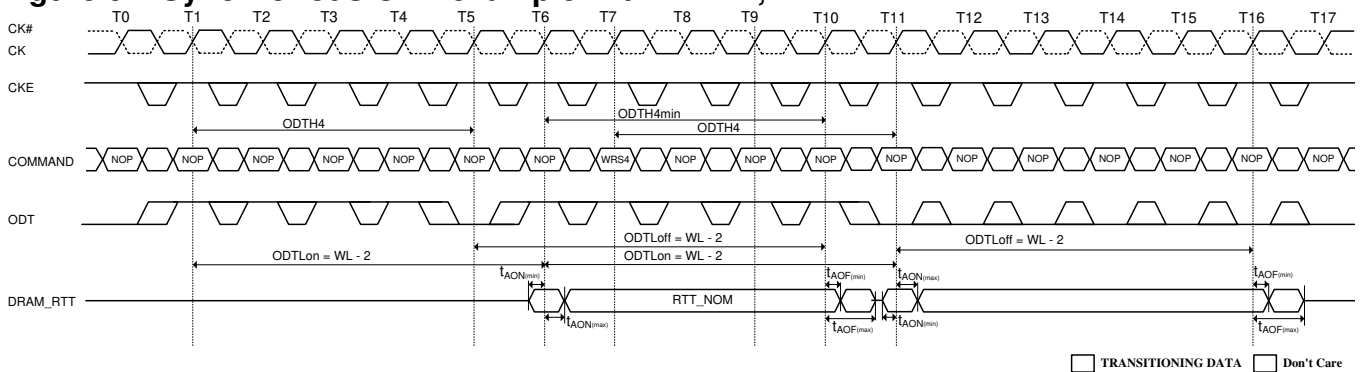 T0 T1 T2 T3 T4 T5 T6 T7 T8 T9 T10 T11 T12 T13 T14 T15 T16 T17
CK#
CK
CKE
ODTH4min
ODTH4
ODTH4
COMMAND NOP NOP NOP NOP NOP NOP NOP WRS4 NOP NOP NOP NOP NOP NOP NOP NOP NOP NOP
ODT
ODTLoff = WL - 2
ODTLoff = WL - 2
ODTLon = WL - 2
ODTLon = WL - 2
tAON(min) tAOF(min) tAON(max) tAOF(min)
DRAM_RTT RTT_NOM
tAON(max) tAOF(max) tAON(min) tAOF(max)
TRANSITIONING DATA Don't Care